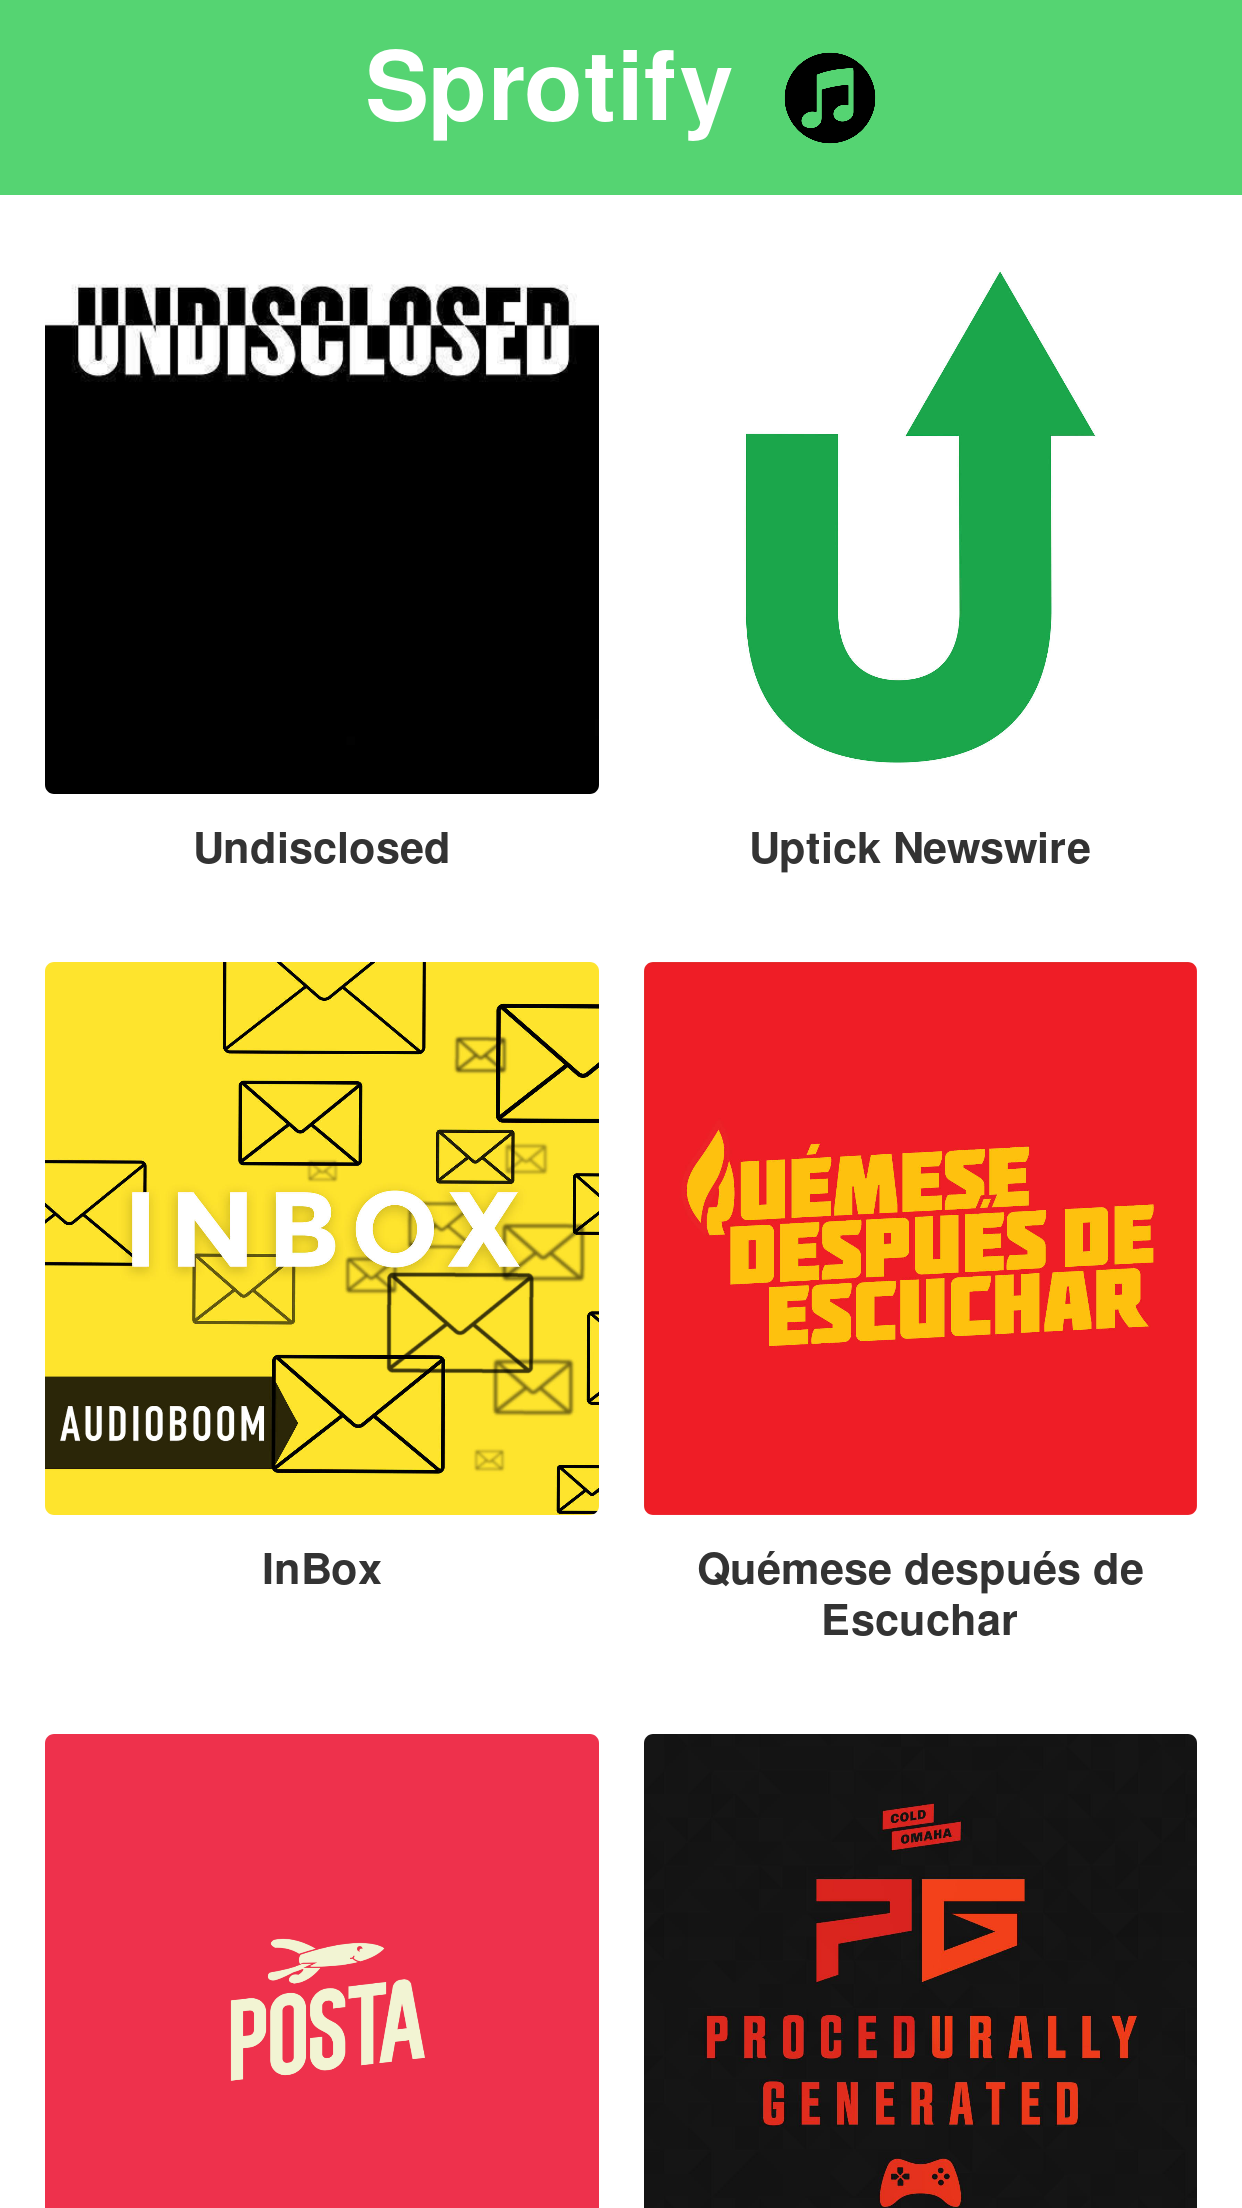 Sprotify
UNDISCLOSED
Undisclosed
Uptick Newswire
INBOX
AUDIOBOOM
InBox
QUÉMESE
DESPUÉS DE
ESCUCHAR
Quémese después de
Escuchar
POSTA
COLD
OMAHA
PG
PROCEDURALLY
GENERATED